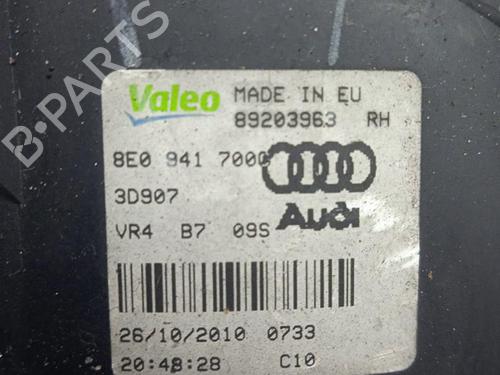 B-PARTS
Valeo MADE IN EU
89203963 RH
8E0 941 700C
3D907
Audi
VR4 B7 09S
26/10/2010 0733
20:48:28 C10